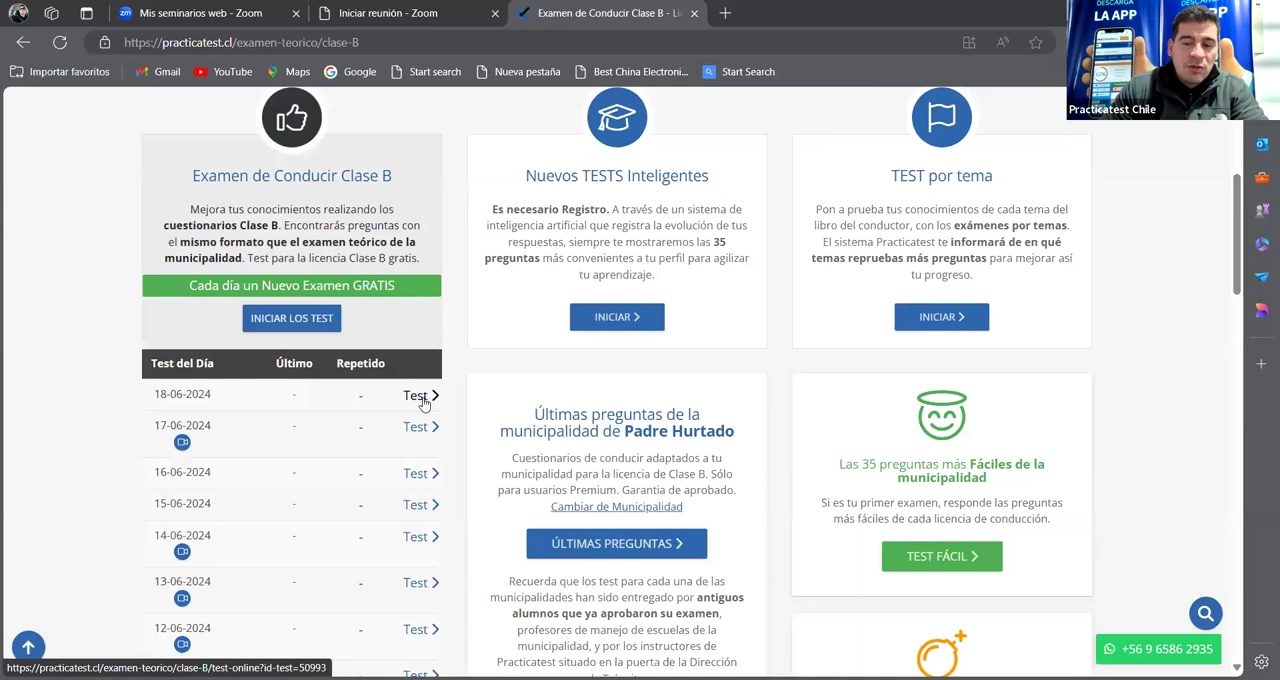 Mis seminarios web - Zoom
Iniciar reunión - Zoom
Examen de Conducir Clase B - Li
https://practicatest.cl/examen-teorico/clase-B
Importar favoritos
Gmail
YouTube
Maps
Google
Start search
Nueva pestaña
Best China Electroni...
Start Search
DESCARGA
LA APP
Practicatest Chile
Examen de Conducir Clase B
Mejora tus conocimientos realizando los
cuestionarios Clase B. Encontrarás preguntas con
el mismo formato que el examen teórico de la
municipalidad. Test para la licencia Clase B gratis.
Cada día un Nuevo Examen GRATIS
INICIAR LOS TEST
Test del Día Último Repetido
18-06-2024 - - Test
17-06-2024 - - Test
16-06-2024 - - Test
15-06-2024 - - Test
14-06-2024 - - Test
13-06-2024 - - Test
12-06-2024 - - Test
Nuevos TESTS Inteligentes
Es necesario Registro. A través de un sistema de
inteligencia artificial que registra la evolución de tus
respuestas, siempre te mostraremos las 35
preguntas más convenientes a tu perfil para agilizar
tu aprendizaje.
INICIAR
TEST por tema
Pon a prueba tus conocimientos de cada tema del
libro del conductor, con los exámenes por temas.
El sistema Practicatest te informará de en qué
temas repruebas más preguntas para mejorar así
tu progreso.
INICIAR
Últimas preguntas de la
municipalidad de Padre Hurtado
Cuestionarios de conducir adaptados a tu
municipalidad para la licencia de Clase B. Sólo
para usuarios Premium. Garantia de aprobado.
Cambiar de Municipalidad
ÚLTIMAS PREGUNTAS
Recuerda que los test para cada una de las
municipalidades han sido entregado por antiguos
alumnos que ya aprobaron su examen,
profesores de manejo de escuelas de la
municipalidad, y por los instructores de
Practicatest situado en la puerta de la Dirección
Las 35 preguntas más Fáciles de la
municipalidad
Si es tu primer examen, responde las preguntas
más fáciles de cada licencia de conducción.
TEST FÁCIL
+56 9 6586 2935
https://practicatest.cl/examen-teorico/clase-B/test-online?id-test=50993